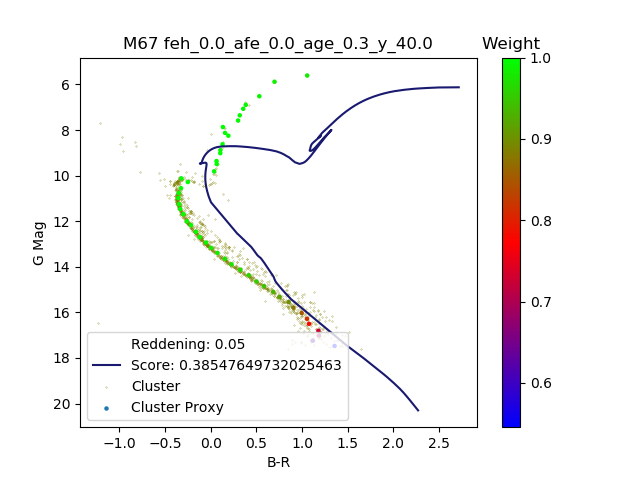 M67 feh_0.0_afe_0.0_age_0.3_y_40.0
Weight
G Mag
6
8
10
12
14
16
18
20
−1.0
−0.5
0.0
0.5
1.0
1.5
2.0
2.5
B-R
Reddening: 0.05
Score: 0.38547649732025463
Cluster
Cluster Proxy
1.0
0.9
0.8
0.7
0.6